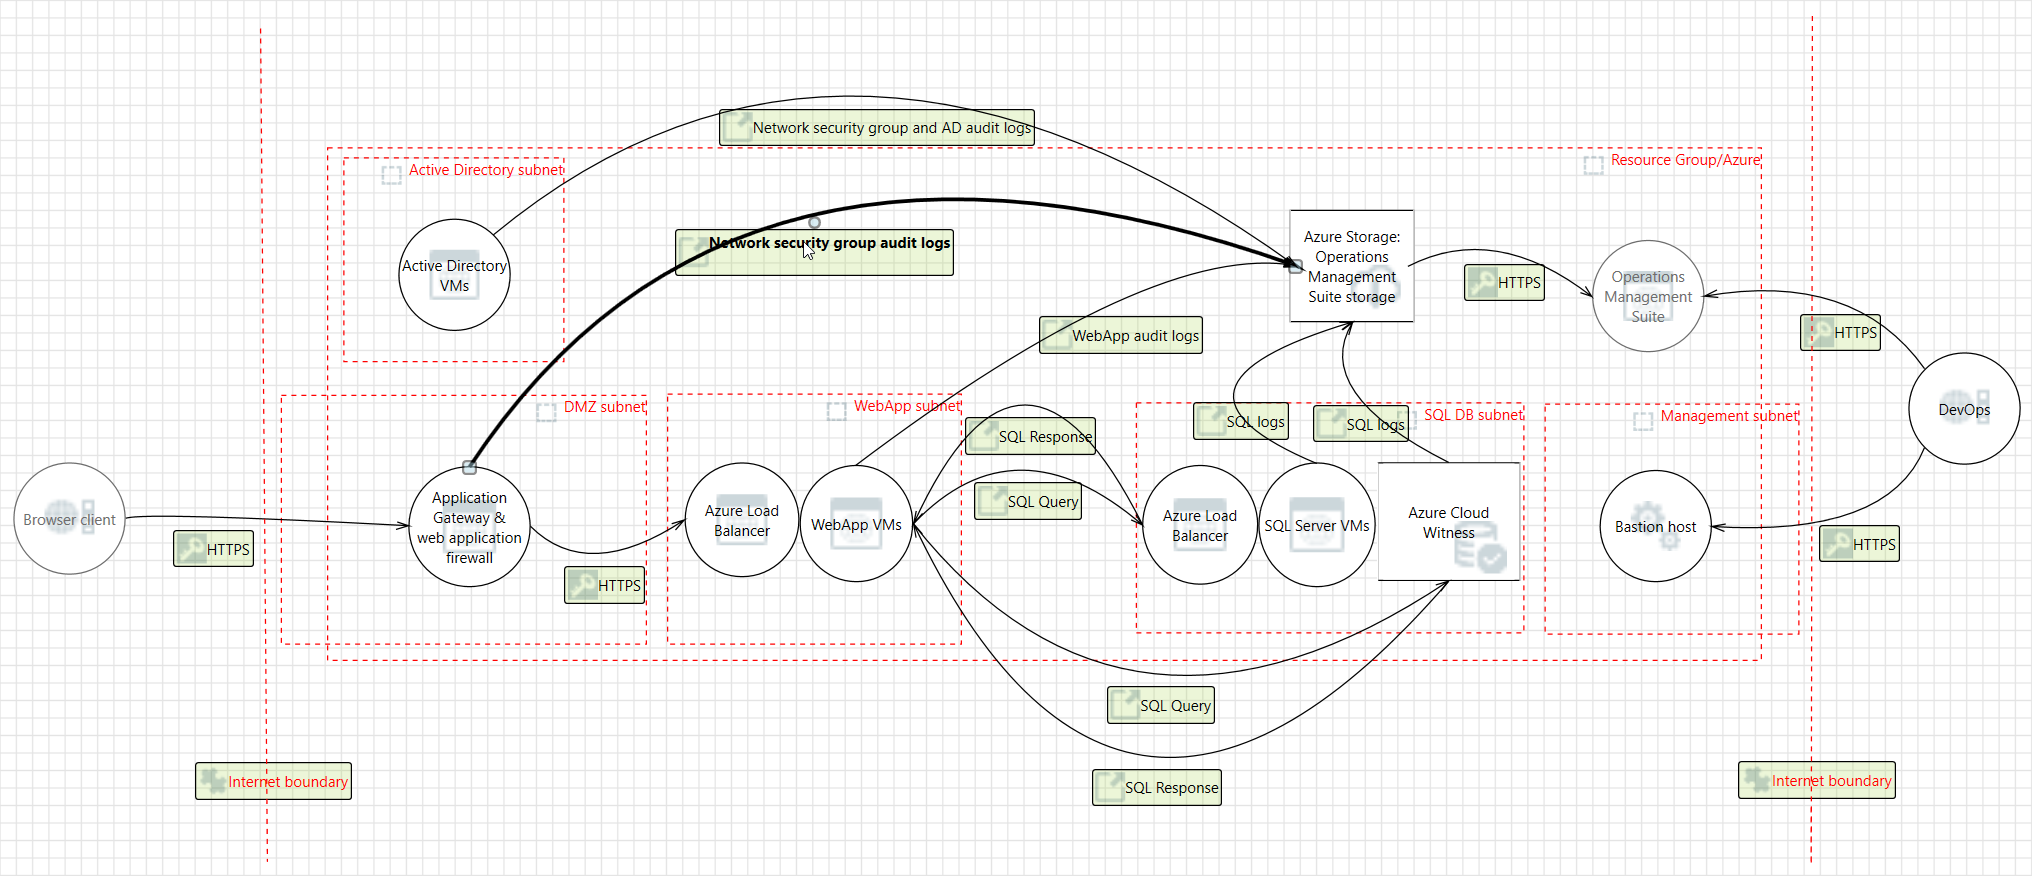 Network security group and AD audit logs
Resource Group/Azure
Active Directory subnet
Network security group audit logs
Azure Storage:
Operations
Management
Suite storage
Active Directory
VMs
HTTPS
Operations
Management
Suite
WebApp audit logs
HTTPS
DevOps
DMZ subnet
WebApp subnet
SQL Response
SQL logs
SQL logs
SQL DB subnet
Management subnet
Browser client
HTTPS
Application
Gateway &
web application
firewall
HTTPS
Azure Load
Balancer
WebApp VMs
SQL Query
Azure Load
Balancer
SQL Server VMs
Azure Cloud
Witness
Bastion host
HTTPS
SQL Query
SQL Response
Internet boundary
Internet boundary